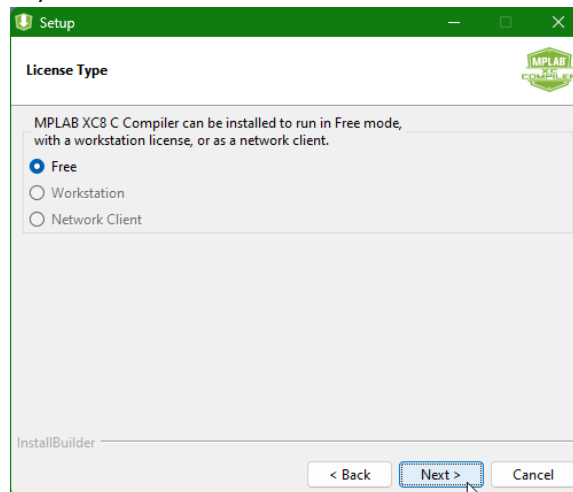 Setup
License Type
MPLAB
XC
COMPILER
MPLAB XC8 C Compiler can be installed to run in Free mode,
with a workstation license, or as a network client.
Free
Workstation
Network Client
InstallBuilder
< Back
Next >
Cancel